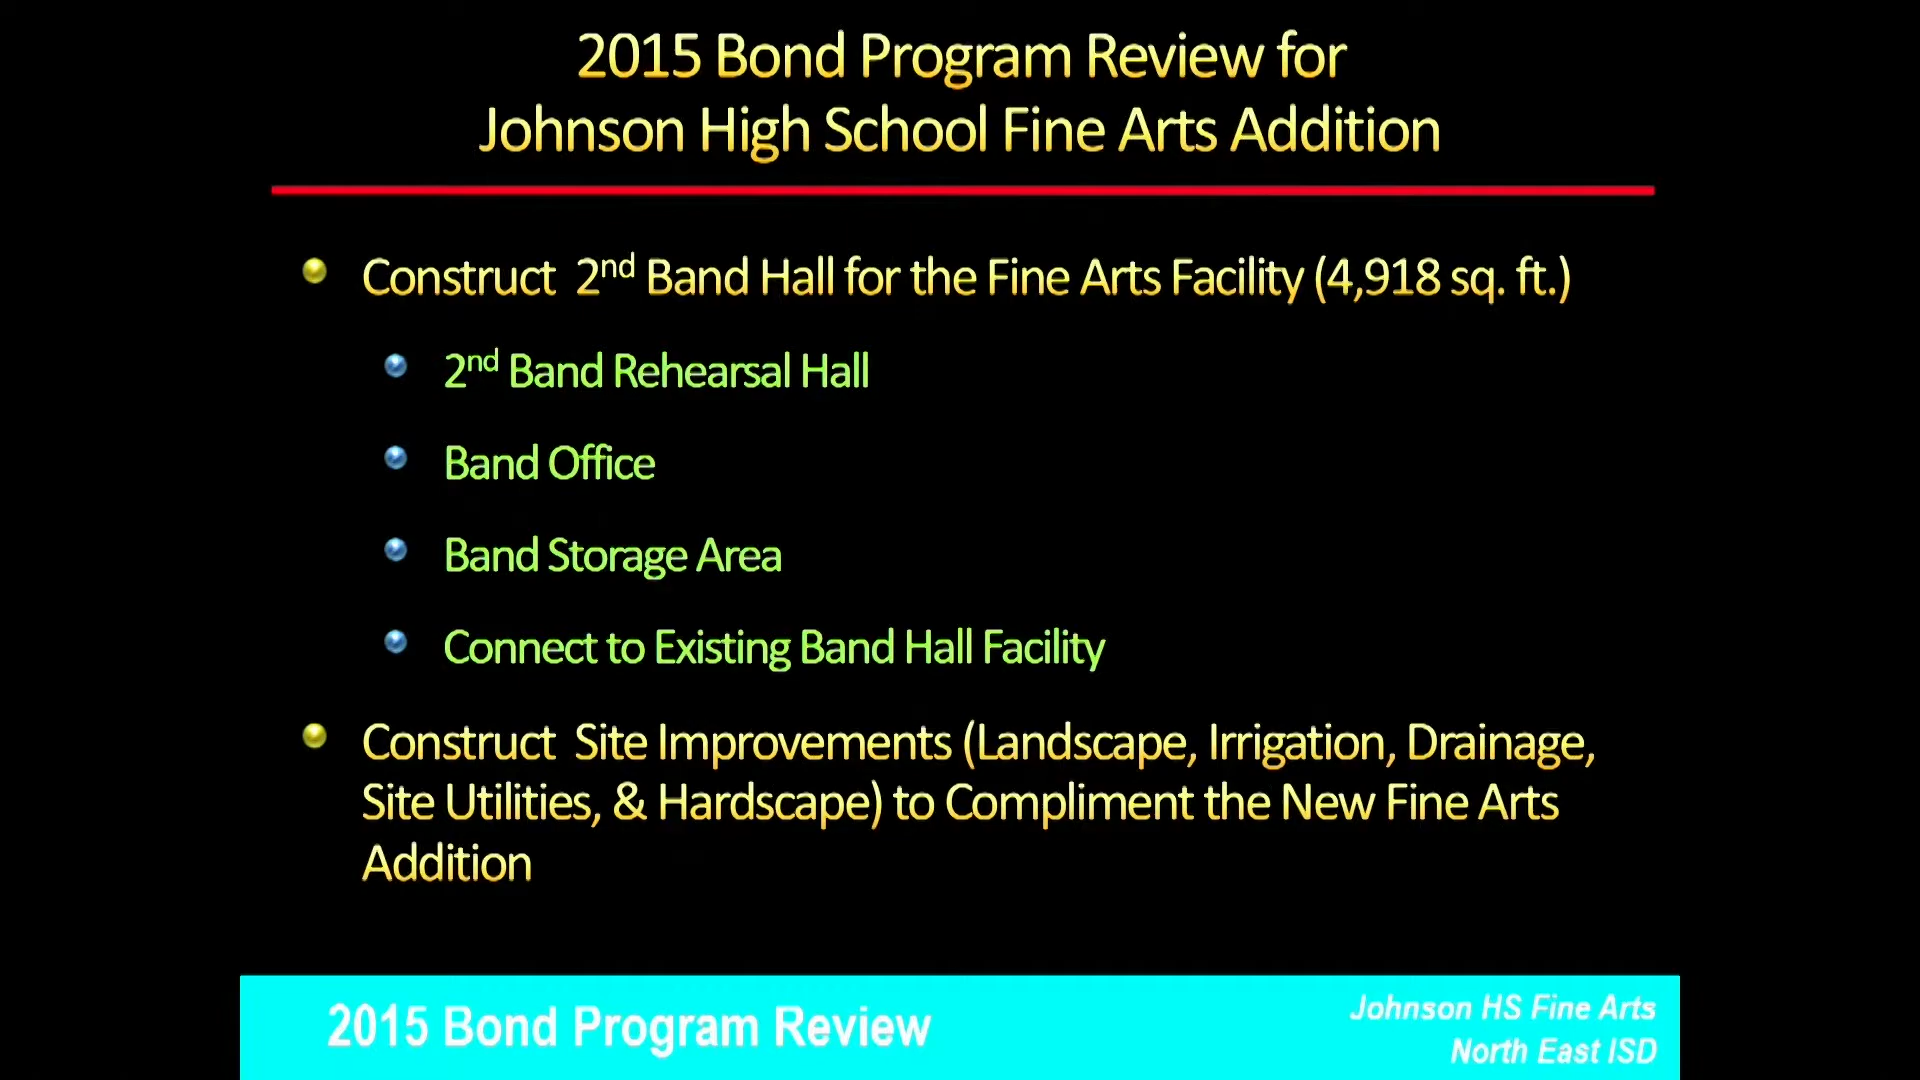 2015 Bond Program Review for
Johnson High School Fine Arts Addition
Construct 2nd Band Hall for the Fine Arts Facility (4,918 sq. ft.)
2nd Band Rehearsal Hall
Band Office
Band Storage Area
Connect to Existing Band Hall Facility
Construct Site Improvements (Landscape, Irrigation, Drainage,
Site Utilities, & Hardscape) to Compliment the New Fine Arts
Addition
2015 Bond Program Review
Johnson HS Fine Arts
North East ISD